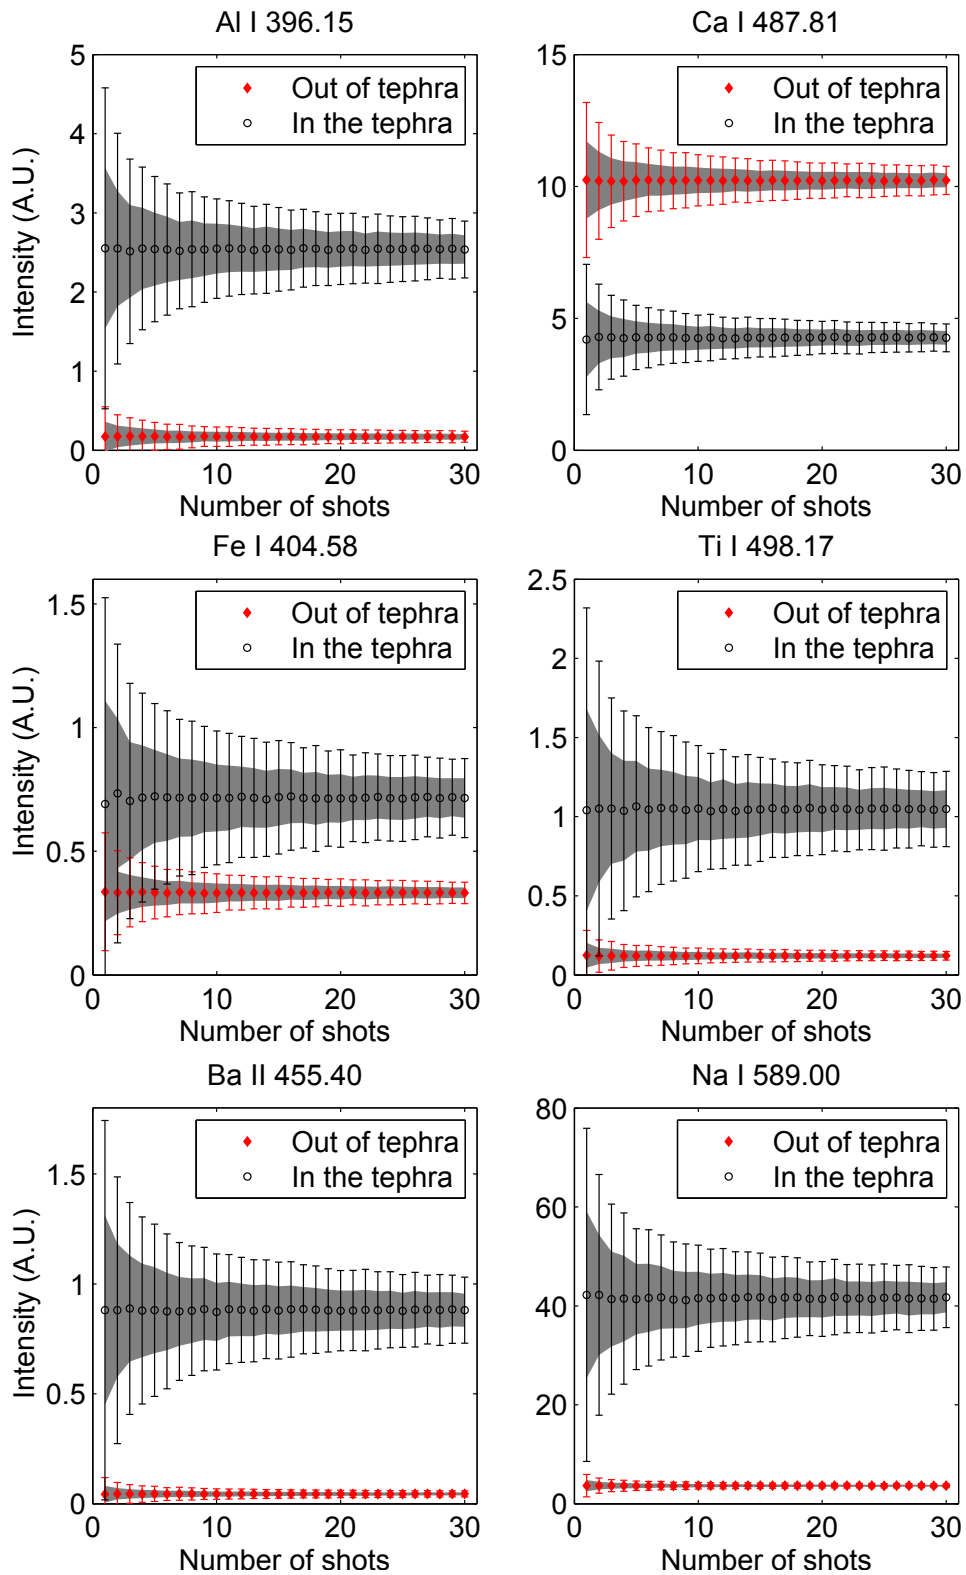 Al I 396.15
5
4
3
2
1
0
Intensity (A.U.)
Out of tephra
In the tephra
0 10 20 30
Number of shots
Ca I 487.81
15
10
5
0
Out of tephra
In the tephra
0 10 20 30
Number of shots
Fe I 404.58
1.5
1
0.5
0
Intensity (A.U.)
Out of tephra
In the tephra
0 10 20 30
Number of shots
Ti I 498.17
2.5
2
1.5
1
0.5
0
Out of tephra
In the tephra
0 10 20 30
Number of shots
Ba II 455.40
1.5
1
0.5
0
Intensity (A.U.)
Out of tephra
In the tephra
0 10 20 30
Number of shots
Na I 589.00
80
60
40
20
0
Out of tephra
In the tephra
0 10 20 30
Number of shots